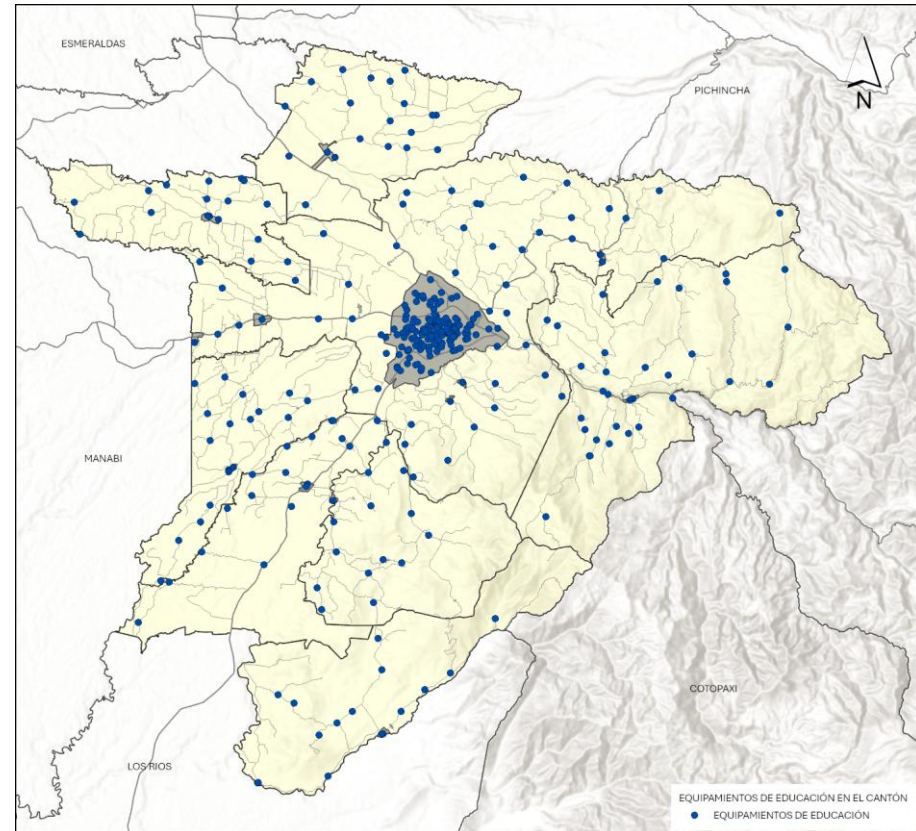 ESMERALDAS
PICHINCHA
N
MANABI
COTOPAXI
LOS RIOS
EQUIPAMIENTOS DE EDUCACIÓN EN EL CANTÓN
EQUIPAMIENTOS DE EDUCACIÓN